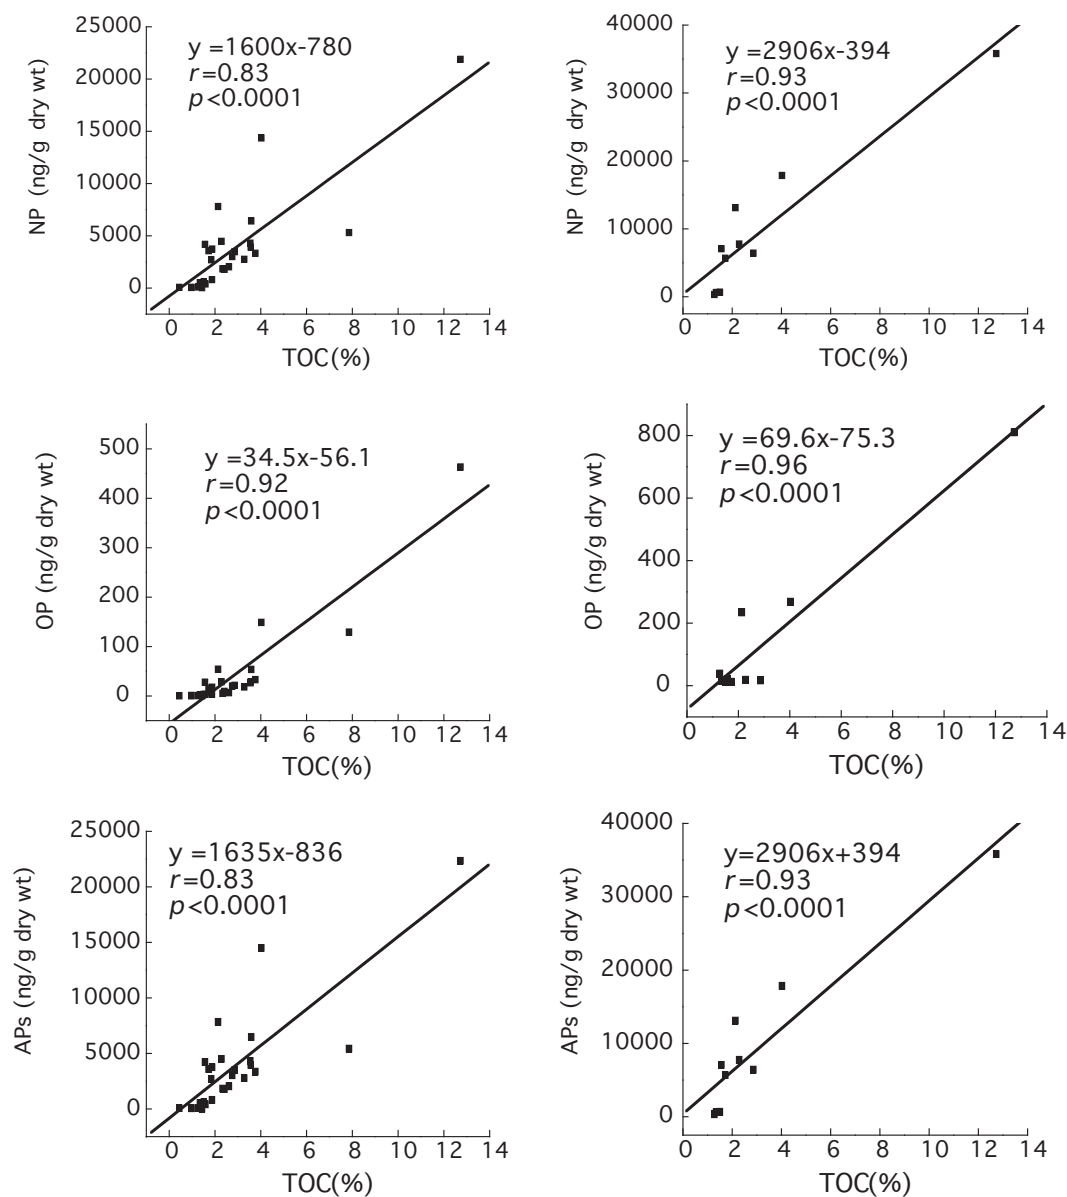 25000
20000
15000
10000
5000
0
NP (ng/g dry wt)
y =1600x-780
r=0.83
p<0.0001
0 2 4 6 8 10 12 14
TOC(%)
40000
30000
20000
10000
0
NP (ng/g dry wt)
y =2906x-394
r=0.93
p<0.0001
0 2 4 6 8 10 12 14
TOC(%)
500
400
300
200
100
0
OP (ng/g dry wt)
y =34.5x-56.1
r=0.92
p<0.0001
0 2 4 6 8 10 12 14
TOC(%)
800
600
400
200
0
OP (ng/g dry wt)
y =69.6x-75.3
r=0.96
p<0.0001
0 2 4 6 8 10 12 14
TOC(%)
25000
20000
15000
10000
5000
0
APs (ng/g dry wt)
y =1635x-836
r=0.83
p<0.0001
0 2 4 6 8 10 12 14
TOC(%)
40000
30000
20000
10000
0
APs (ng/g dry wt)
y=2906x+394
r=0.93
p<0.0001
0 2 4 6 8 10 12 14
TOC(%)